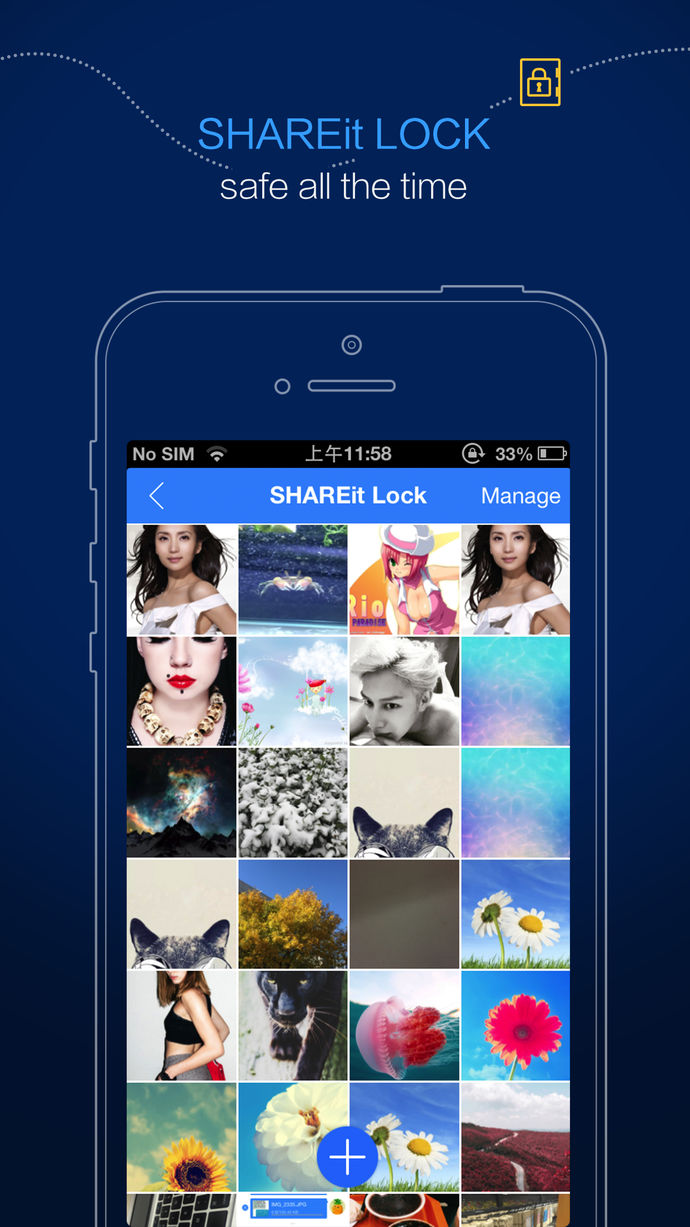 SHAREit LOCK
safe all the time
No SIM 上午11:58 33%
SHAREit Lock Manage
Rio
PARADISE
IMG_2335.JPG